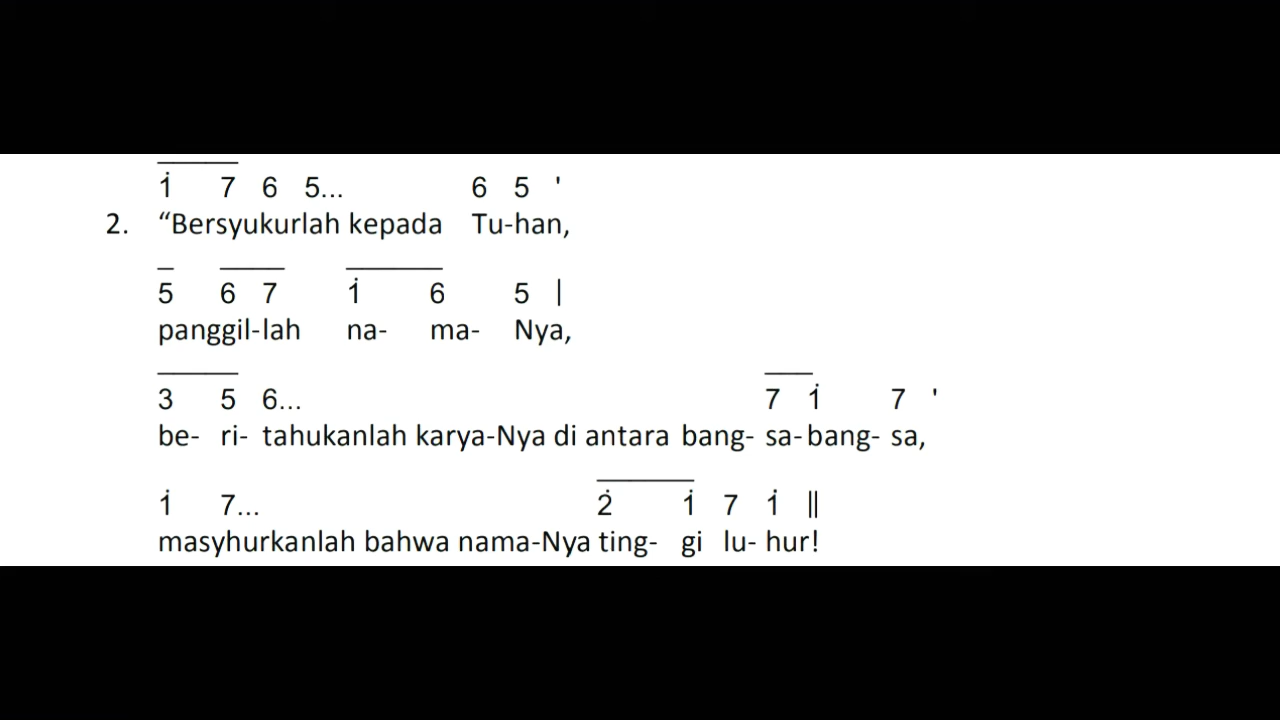 1̇ 7 6 5... 6 5 '
2. “Bersyukurlah kepada Tu-han,
5 6 7 1̇ 6 5 |
panggil-lah na- ma- Nya,
3 5 6... 7 1̇ 7 '
be- ri- tahukanlah karya-Nya di antara bang- sa-bang- sa,
1̇ 7... 2̇ 1̇ 7 1̇ ||
masyhurkanlah bahwa nama-Nya ting- gi lu- hur!